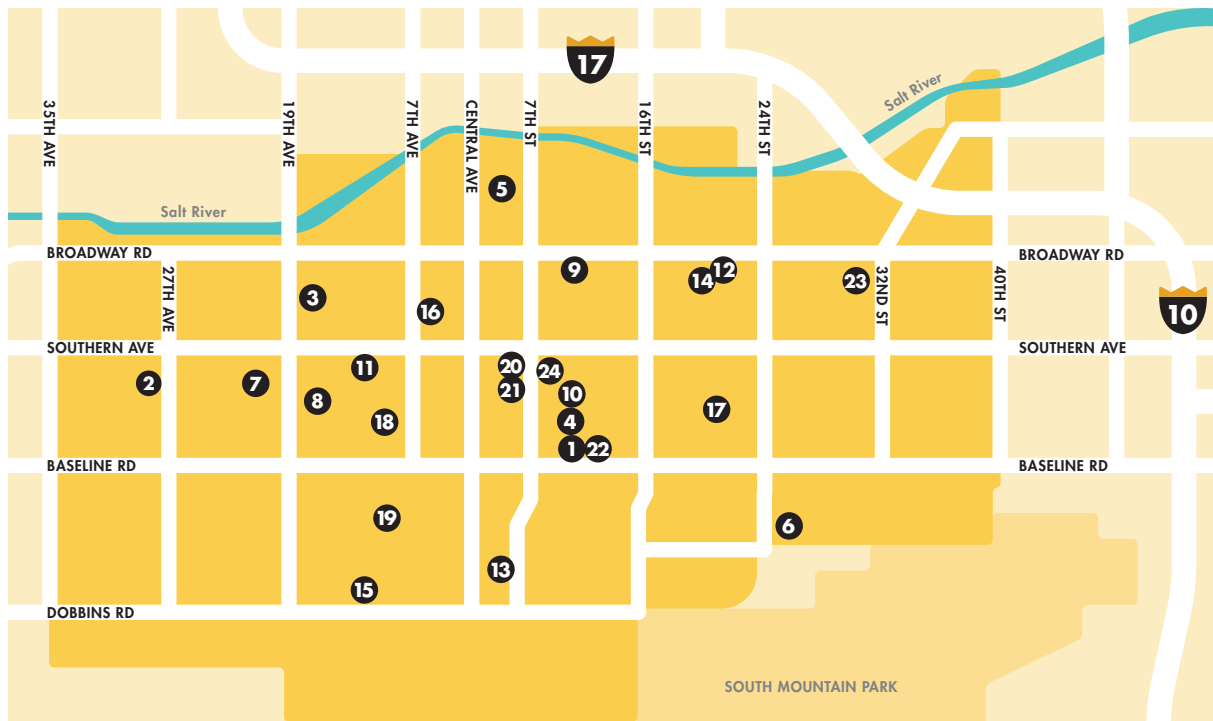 17
Salt River
35TH AVE
19TH AVE
7TH AVE
CENTRAL AVE
7TH ST
16TH ST
24TH ST
5
Salt River
BROADWAY RD
BROADWAY RD
27TH AVE
32ND ST
40TH ST
9
12
14
23
3
16
10
SOUTHERN AVE
SOUTHERN AVE
2
7
11
8
18
20
21
24
10
4
1
22
17
BASELINE RD
BASELINE RD
19
6
13
15
DOBBINS RD
SOUTH MOUNTAIN PARK